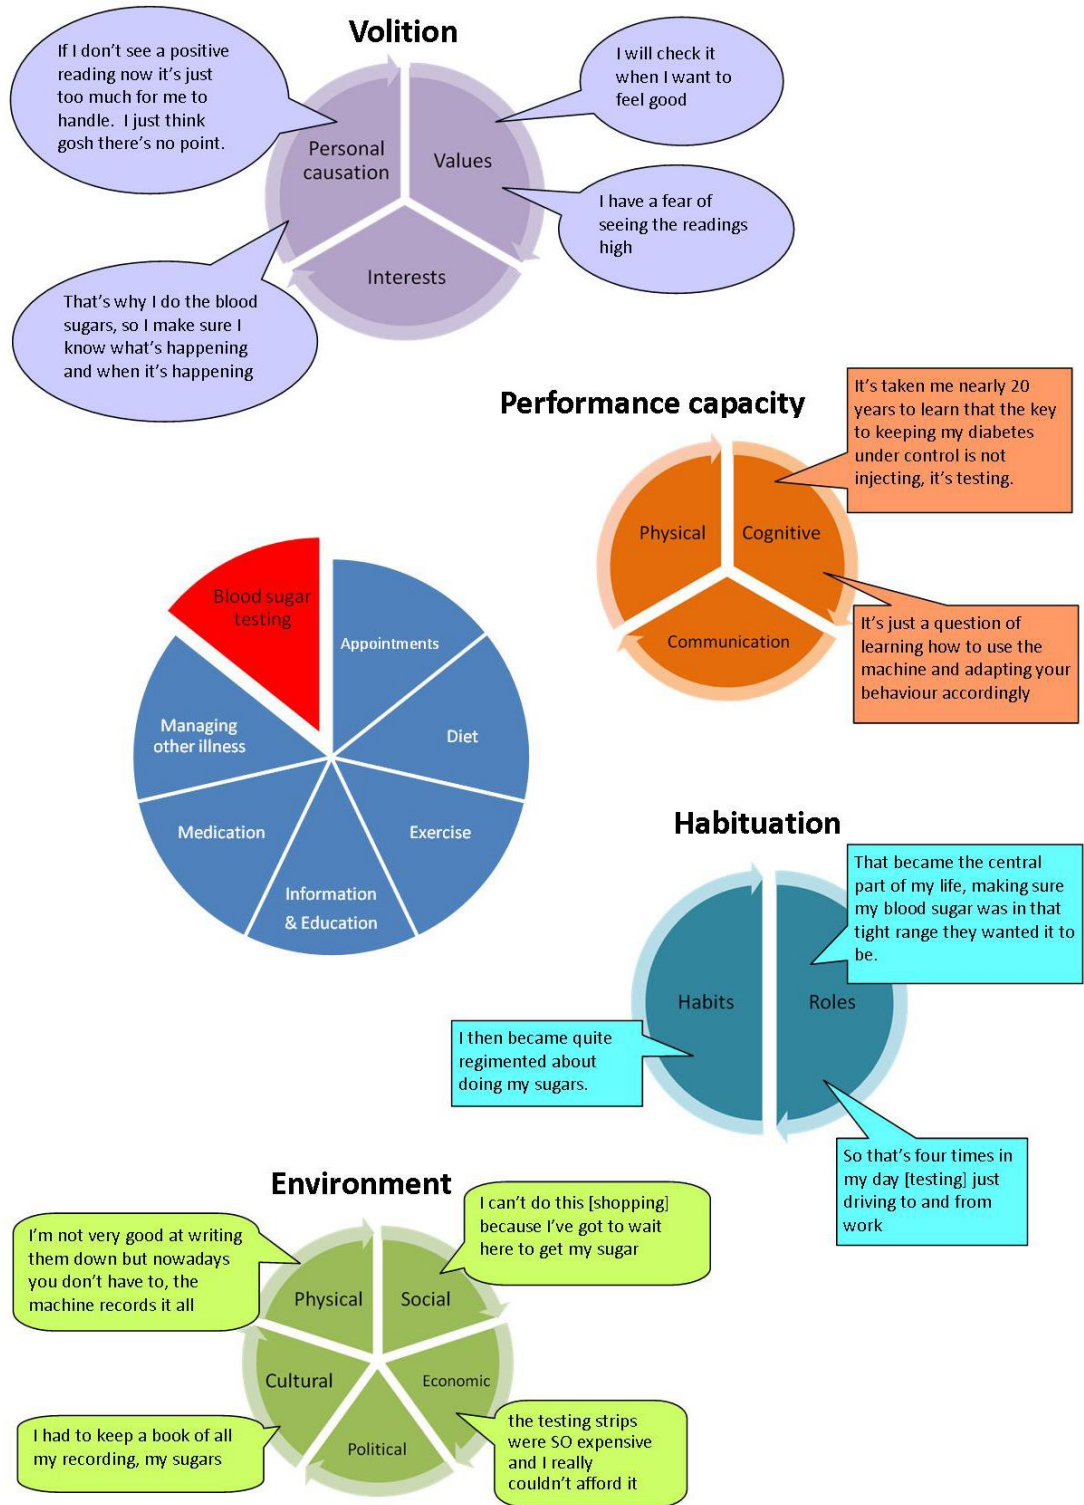 Volition
If I don't see a positive
reading now it's just
too much for me to
handle.  I just think
gosh there's no point.
I will check it
when I want to
feel good
Personal
causation
Values
I have a fear of
seeing the readings
high
Interests
That's why I do the blood
sugars, so I make sure I
know what's happening
and when it's happening
Performance capacity
It's taken me nearly 20
years to learn that the key
to keeping my diabetes
under control is not
injecting, it's testing.
Physical
Cognitive
Communication
It's just a question of
learning how to use the
machine and adapting your
behaviour accordingly
Blood sugar
testing
Appointments
Managing
other illness
Diet
Medication
Exercise
Information
& Education
Habituation
That became the central
part of my life, making sure
my blood sugar was in that
tight range they wanted it to
be.
Habits
Roles
I then became quite
regimented about
doing my sugars.
So that's four times in
my day [testing] just
driving to and from
work
Environment
I can't do this [shopping]
because I've got to wait
here to get my sugar
I'm not very good at writing
them down but nowadays
you don't have to, the
machine records it all
Physical
Social
Cultural
Economic
Political
I had to keep a book of all
my recording, my sugars
the testing strips
were SO expensive
and I really
couldn't afford it